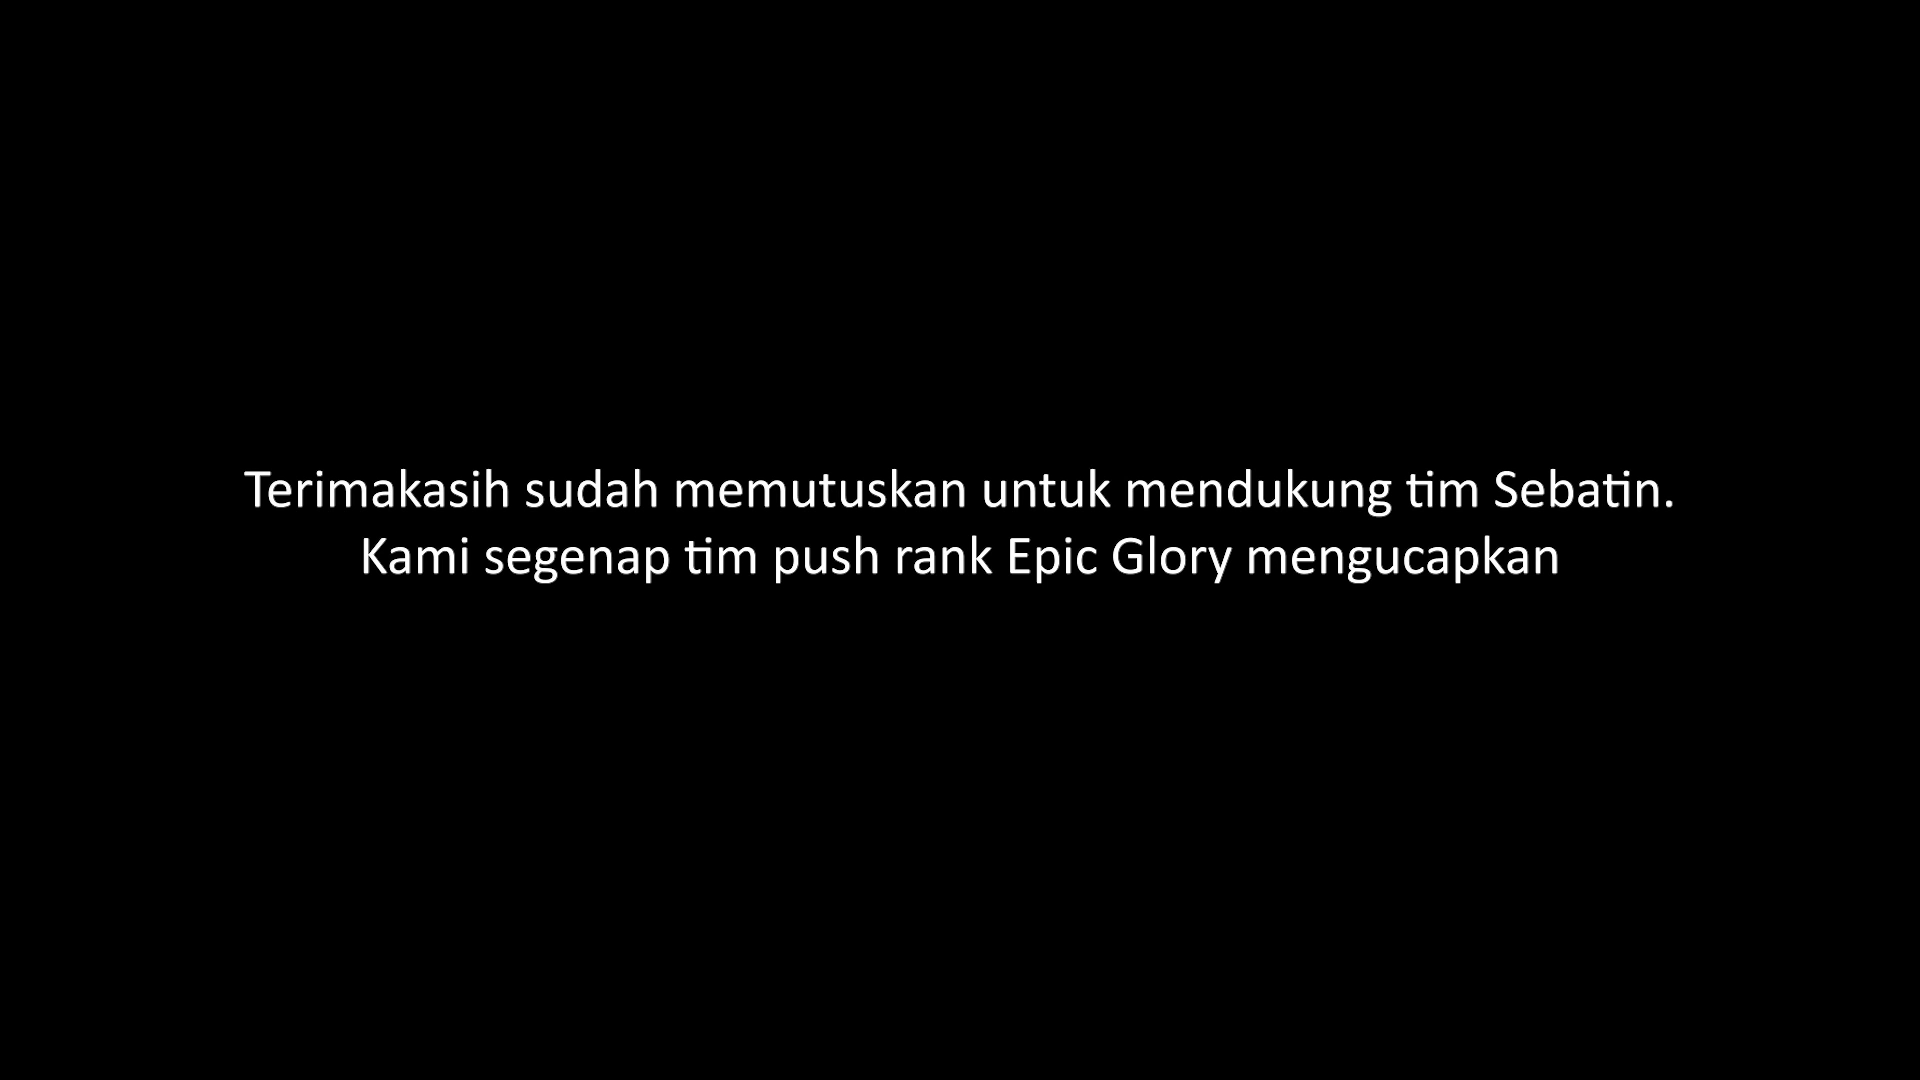 Terimakasih sudah memutuskan untuk mendukung tim Sebatin.
Kami segenap tim push rank Epic Glory mengucapkan